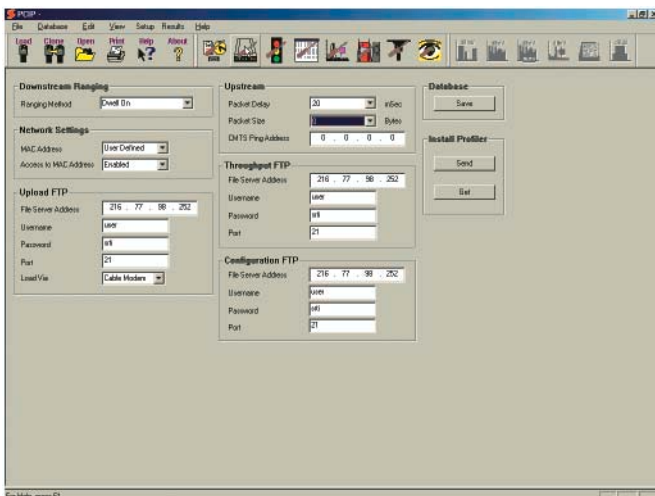 PCIP -
File Database Edit View Setup Results Help
Load Clone Open Print Help About
Downstream Ranging
Ranging Method Dwell On
Network Settings
MAC Address User Defined
Access to MAC Address Enabled
Upload FTP
File Server Address 216 . 77 . 98 . 252
Username user
Password
Port 21
Load Via Cable Modem
Upstream
Packet Delay 20 mSec
Packet Size Bytes
CMTS Ping Address 0 . 0 . 0 . 0
Throughput FTP
File Server Address 216 . 77 . 98 . 252
Username user
Password
Port 21
Configuration FTP
File Server Address 216 . 77 . 98 . 252
Username user
Password
Port 21
Database
Save
Install Profiler
Send
Get
For Help, press F1